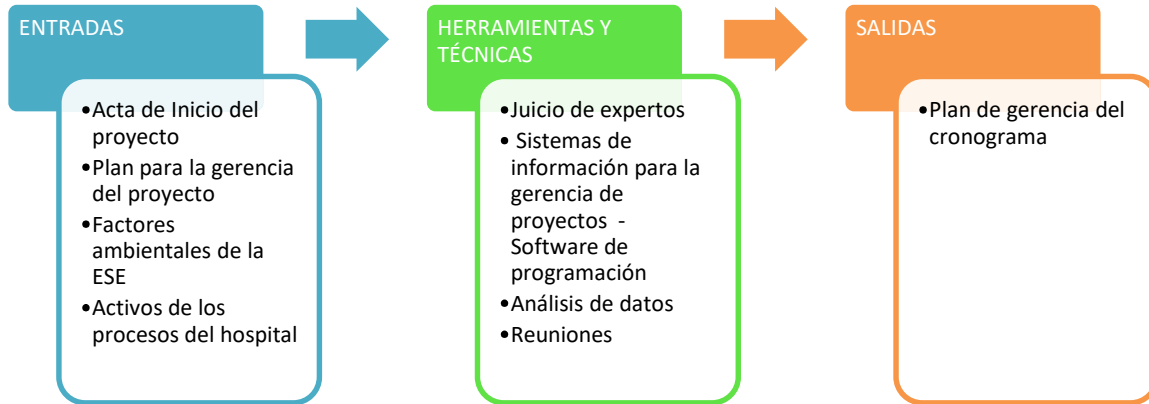 ENTRADAS
•Acta de Inicio del
proyecto
•Plan para la gerencia
del proyecto
•Factores
ambientales de la
ESE
•Activos de los
procesos del hospital
HERRAMIENTAS Y
TÉCNICAS
•Juicio de expertos
• Sistemas de
información para la
gerencia de
proyectos -
Software de
programación
•Análisis de datos
•Reuniones
SALIDAS
•Plan de gerencia del
cronograma